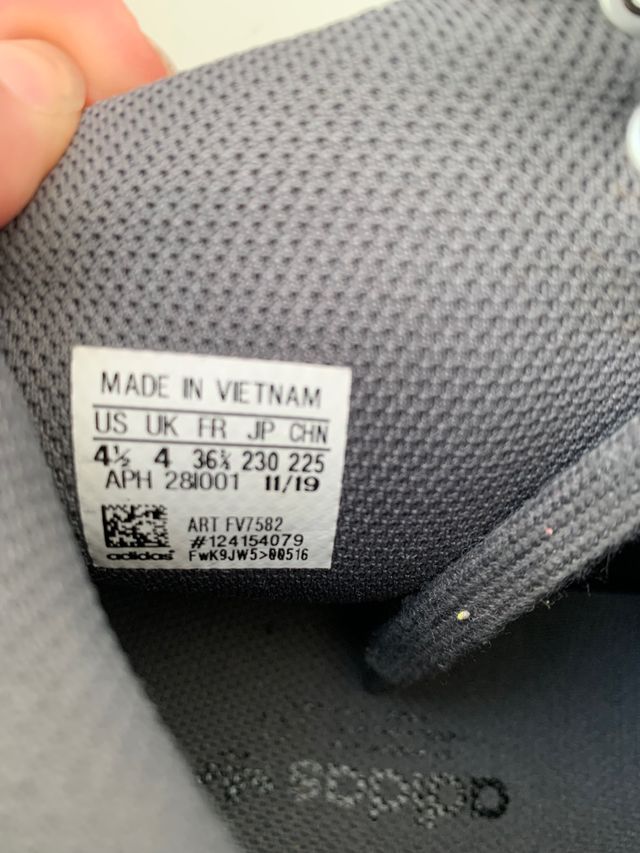 MADE IN VIETNAM
US UK FR JP CHN
4½ 4 36⅔ 230 225
APH 281001 11/19
ART FV7582
#124154079
adidas FwK9JW5>00516
adidas